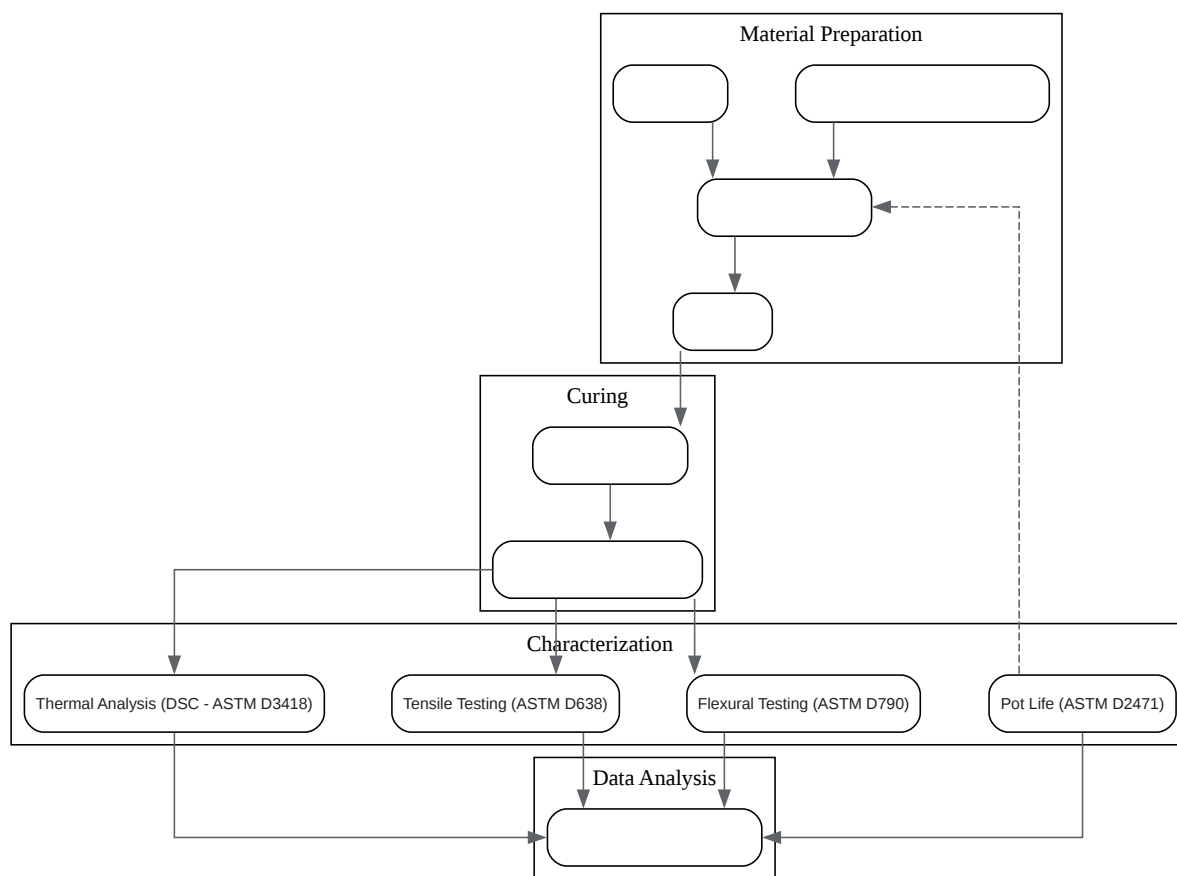 Material Preparation
Curing
Characterization
Thermal Analysis (DSC - ASTM D3418)
Tensile Testing (ASTM D638)
Flexural Testing (ASTM D790)
Pot Life (ASTM D2471)
Data Analysis